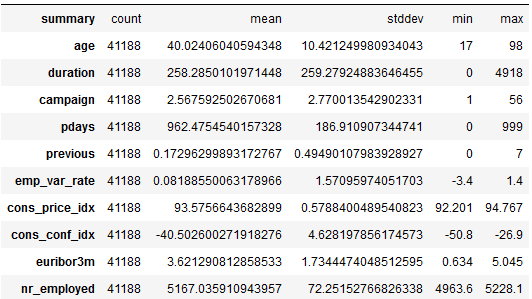 summary count mean stddev min max
age 41188 40.02406040594348 10.421249980934043 17 98
duration 41188 258.2850101971448 259.27924883646455 0 4918
campaign 41188 2.567592502670681 2.770013542902331 1 56
pdays 41188 962.4754540157328 186.910907344741 0 999
previous 41188 0.17296299893172767 0.49490107983928927 0 7
emp_var_rate 41188 0.08188550063178966 1.57095974051703 -3.4 1.4
cons_price_idx 41188 93.5756643682899 0.5788400489540823 92.201 94.767
cons_conf_idx 41188 -40.502600271918276 4.628197856174573 -50.8 -26.9
euribor3m 41188 3.621290812858533 1.7344474048512595 0.634 5.045
nr_employed 41188 5167.035910943957 72.25152766826338 4963.6 5228.1